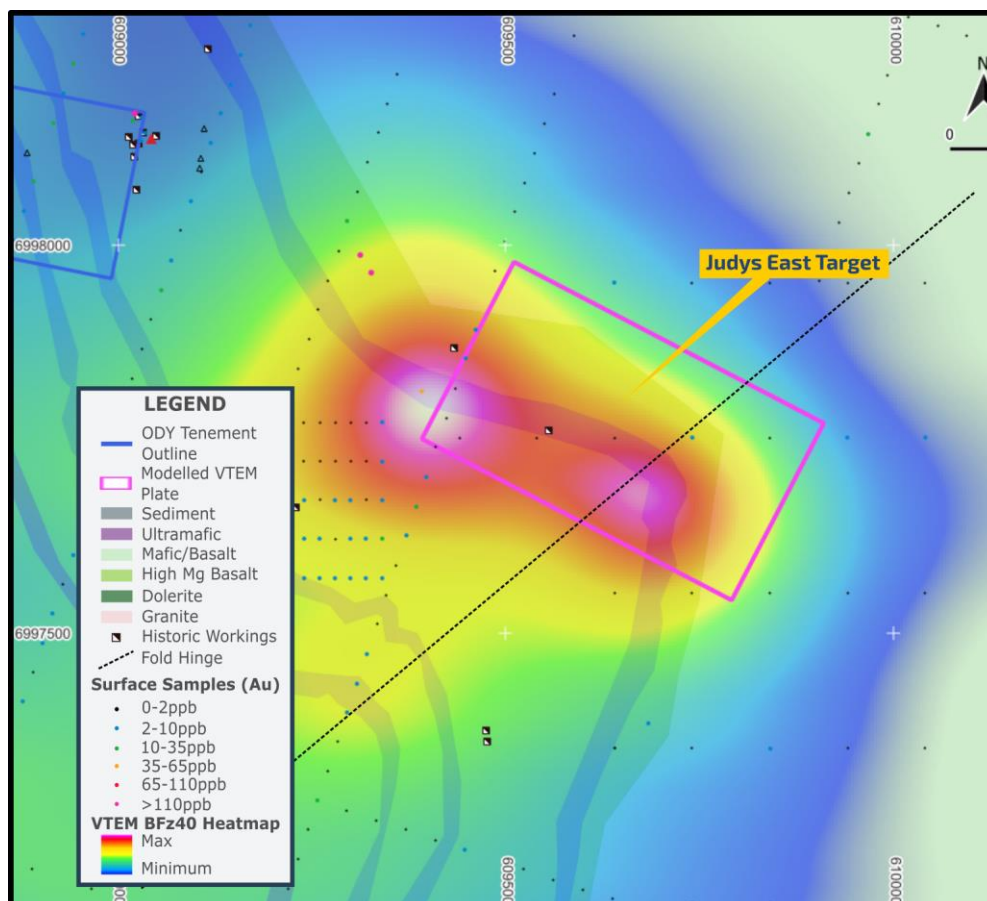 609000
609500
610000
N
0
6998000
Judys East Target
LEGEND
ODY Tenement
Outline
Modelled VTEM
Plate
Sediment
Ultramafic
Mafic/Basalt
High Mg Basalt
Dolerite
Granite
Historic Workings
Fold Hinge
Surface Samples (Au)
0-2ppb
2-10ppb
10-35ppb
35-65ppb
65-110ppb
>110ppb
VTEM BFz40 Heatmap
Max
Minimum
6997500
609500
610000